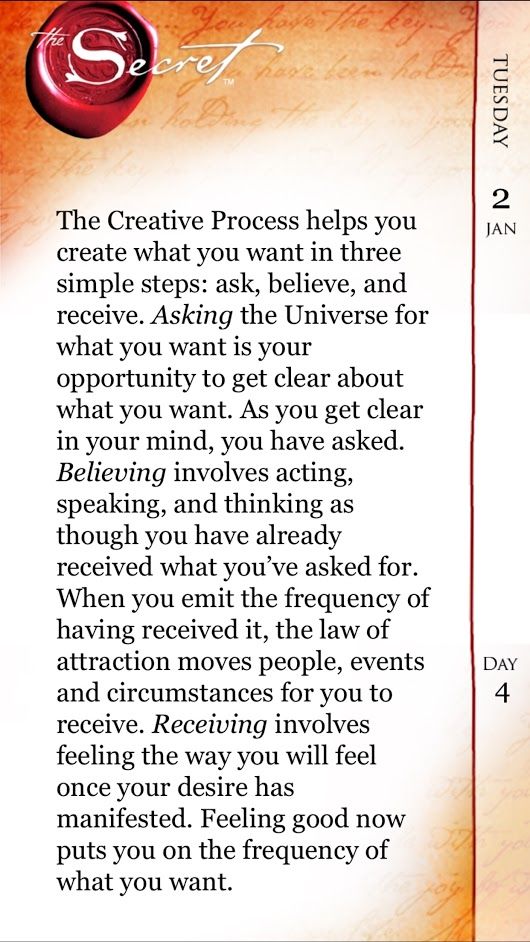 The Secret™
TUESDAY
2
JAN
The Creative Process helps you
create what you want in three
simple steps: ask, believe, and
receive. Asking the Universe for
what you want is your
opportunity to get clear about
what you want. As you get clear
in your mind, you have asked.
Believing involves acting,
speaking, and thinking as
though you have already
received what you’ve asked for.
When you emit the frequency of
having received it, the law of
attraction moves people, events
and circumstances for you to
receive. Receiving involves
feeling the way you will feel
once your desire has
manifested. Feeling good now
puts you on the frequency of
what you want.
DAY
4